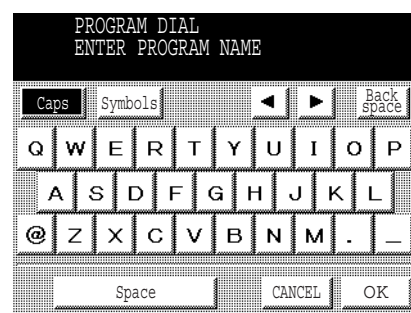 PROGRAM DIAL
ENTER PROGRAM NAME
Caps Symbols ◄ ► Back space
Q W E R T Y U I O P
A S D F G H J K L
@ Z X C V B N M . _
Space CANCEL OK